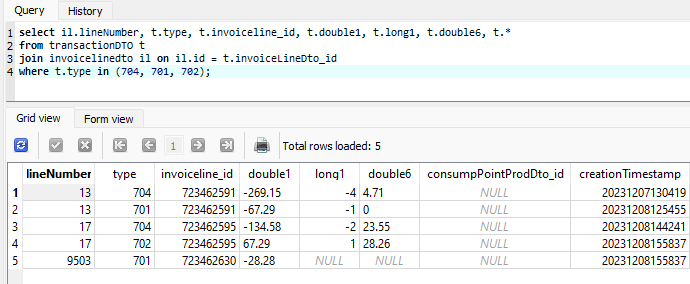 Query History
1 select il.lineNumber, t.type, t.invoiceline_id, t.double1, t.long1, t.double6, t.*
2 from transactionDTO t
3 join invoicelinedto il on il.id = t.invoiceLineDto_id
4 where t.type in (704, 701, 702);
Grid view Form view
1 Total rows loaded: 5
lineNumber type invoiceline_id double1 long1 double6 consumpPointProdDto_id creationTimestamp
1 13 704 723462591 -269.15 -4 4.71 NULL 20231207130419
2 13 701 723462591 -67.29 -1 0 NULL 20231208125455
3 17 704 723462595 -134.58 -2 23.55 NULL 20231208144241
4 17 702 723462595 67.29 1 28.26 NULL 20231208155837
5 9503 701 723462630 -28.28 NULL NULL NULL 20231208155837